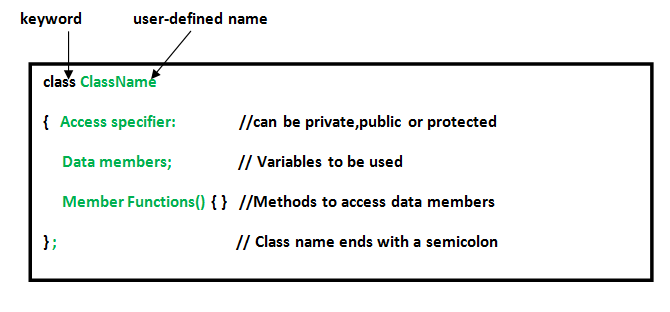 keyword user-defined name
class ClassName
{ Access specifier: //can be private,public or protected
Data members; // Variables to be used
Member Functions() { } //Methods to access data members
} ; // Class name ends with a semicolon